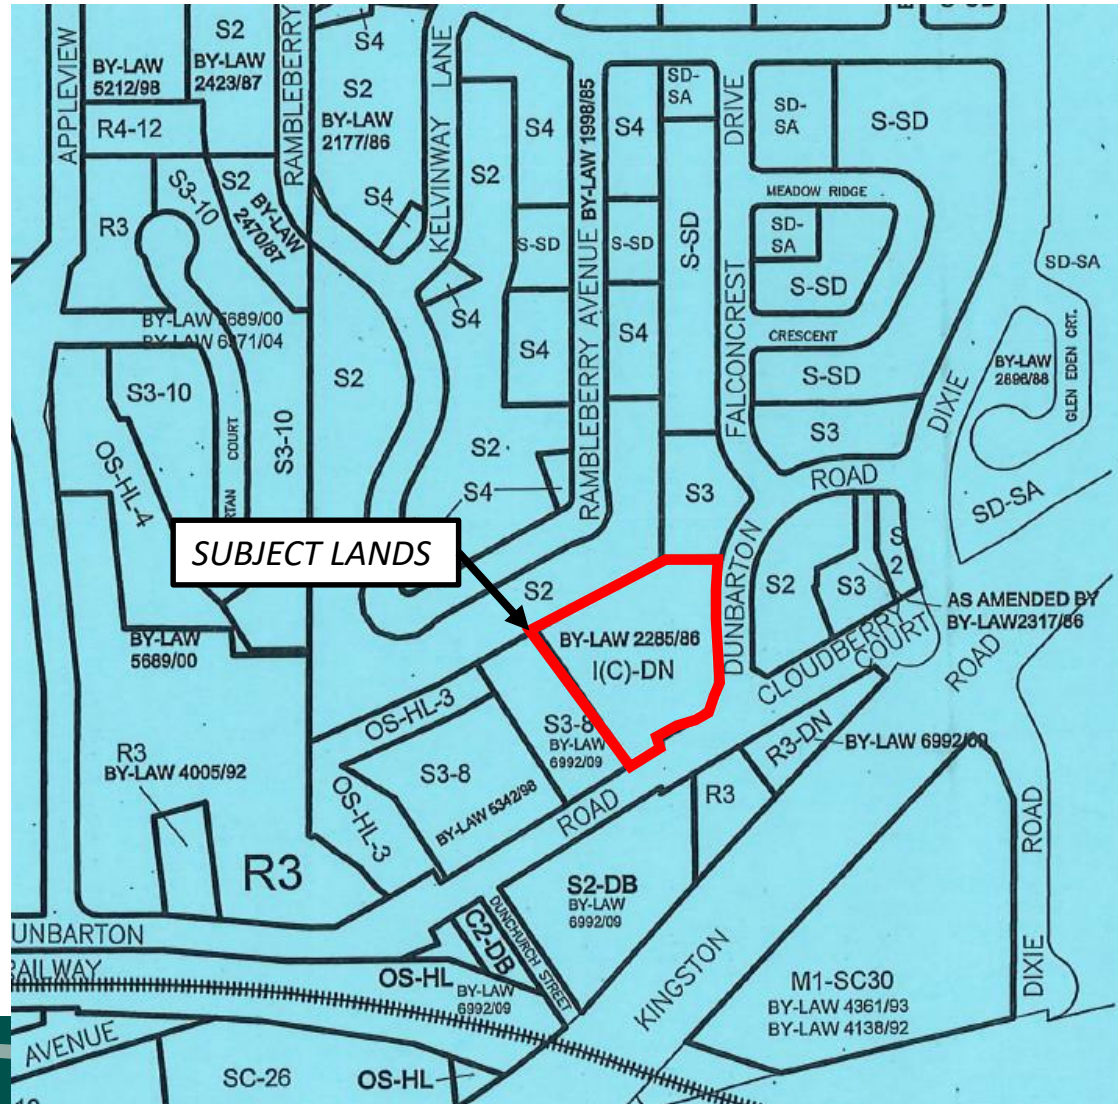 APPLEVIEW
BY-LAW
5212/98
S2
BY-LAW
2423/87
RAMBLEBERRY
S4
S2
BY-LAW
2177/86
KELVINWAY LANE
S4
BY-LAW 1998/85
S4
SD-
SA
DRIVE
SD-
SA
S-SD
R4-12
S3-10
S2
BY-LAW
2470/87
R3
S4
S2
S-SD
RAMBLEBERRY AVENUE
S-SD
S-SD
MEADOW RIDGE
SD-
SA
S-SD
SD-SA
BY-LAW 5689/00
BY-LAW 6371/04
S4
S4
S4
FALCONCREST
CRESCENT
S-SD
S3
DIXIE
BY-LAW
2896/88
GLEN EDEN CRT.
S3-10
S2
OS-HL-4
COURT
S3-10
S2
S4
S3
ROAD
SD-SA
SUBJECT LANDS
S2
DUNBARTON
S2
S3
S
2
AS AMENDED BY
BY-LAW2317/86
BY-LAW
5689/00
BY-LAW 2285/86
I(C)-DN
CLOUDBERRY
COURT
ROAD
OS-HL-3
S3-8
BY-LAW
6992/09
R3-DN
BY-LAW 6992/09
R3
BY-LAW 4005/92
S3-8
BY-LAW 5342/98
OS-HL-3
ROAD
R3
ROAD
R3
S2-DB
BY-LAW
6992/09
DUNCHURCH STREET
C2-DB
UNBARTON
RAILWAY
OS-HL
BY-LAW
6992/09
KINGSTON
M1-SC30
BY-LAW 4361/93
BY-LAW 4138/92
DIXIE
AVENUE
SC-26
OS-HL